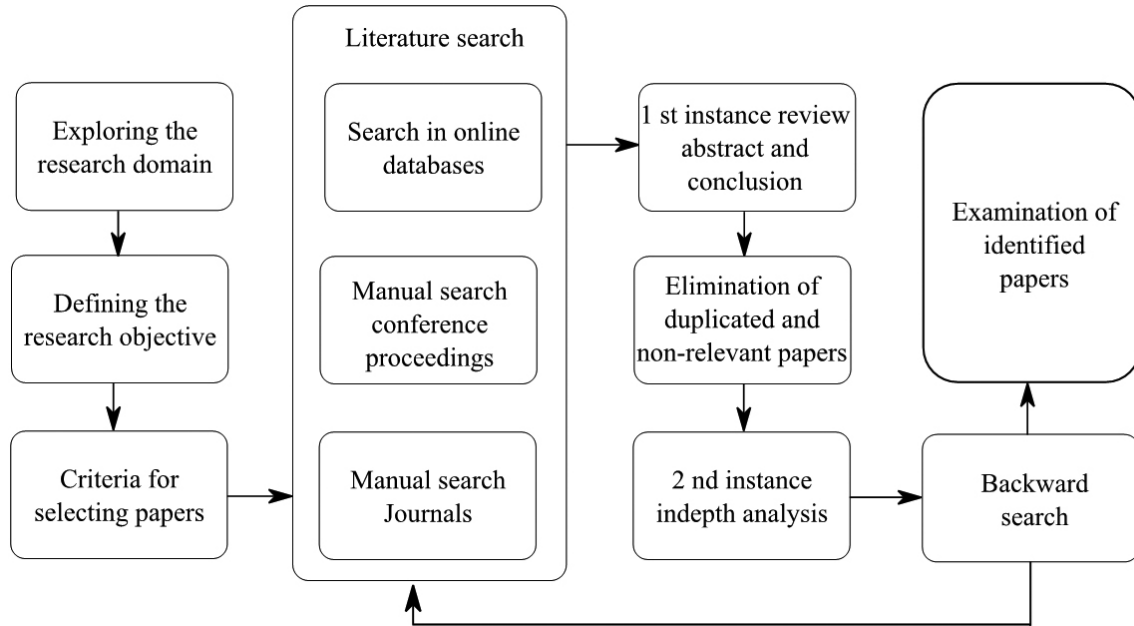 Exploring the
research domain
Defining the
research objective
Criteria for
selecting papers
Literature search
Search in online
databases
Manual search
conference
proceedings
Manual search
Journals
1 st instance review
abstract and
conclusion
Elimination of
duplicated and
non-relevant papers
2 nd instance
indepth analysis
Backward
search
Examination of
identified
papers